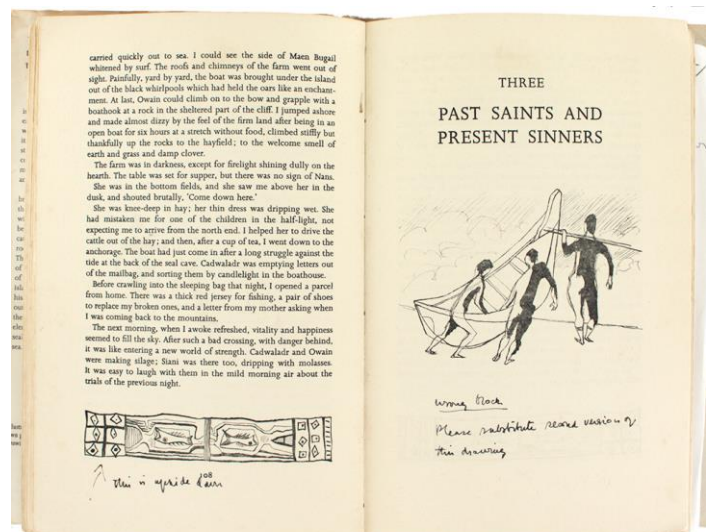 carried quickly out to sea. I could see the side of Maen Bugail
whitened by surf. The roofs and chimneys of the farm went out of
sight. Painfully, yard by yard, the boat was brought under the island
out of the black whirlpools which had held the oars like an enchant-
ment. At last, Owain could climb on to the bow and grapple with a
boathook at a rock in the sheltered part of the cliff. I jumped ashore
and made almost dizzy by the feel of the firm land after being in an
open boat for six hours at a stretch without food, climbed stiffly but
thankfully up the rocks to the hayfield; to the welcome smell of
earth and grass and damp clover.
The farm was in darkness, except for firelight shining dully on the
hearth. The table was set for supper, but there was no sign of Nans.
She was in the bottom fields, and she saw me above her in the
dusk, and shouted brutally, 'Come down here.'
She was knee-deep in hay; her thin dress was dripping wet. She
had mistaken me for one of the children in the half-light, not
expecting me to arrive from the north end. I helped her to drive the
cattle out of the hay; and then, after a cup of tea, I went down to the
anchorage. The boat had just come in after a long struggle against the
tide at the back of the seal cave. Cadwaladr was emptying letters out
of the mailbag, and sorting them by candlelight in the boathouse.
Before crawling into the sleeping bag that night, I opened a parcel
from home. There was a thick red jersey for fishing, a pair of shoes
to replace my broken ones, and a letter from my mother asking when
I was coming back to the mountains.
The next morning, when I awoke refreshed, vitality and happiness
seemed to fill the sky. After such a bad crossing, with danger behind,
it was like entering a new world of strength. Cadwaladr and Owain
were making silage; Siani was there too, dripping with molasses.
It was easy to laugh with them in the mild morning air about the
trials of the previous night.
108
this is upside down
THREE
PAST SAINTS AND
PRESENT SINNERS
wrong block
Please substitute second version of
this drawing